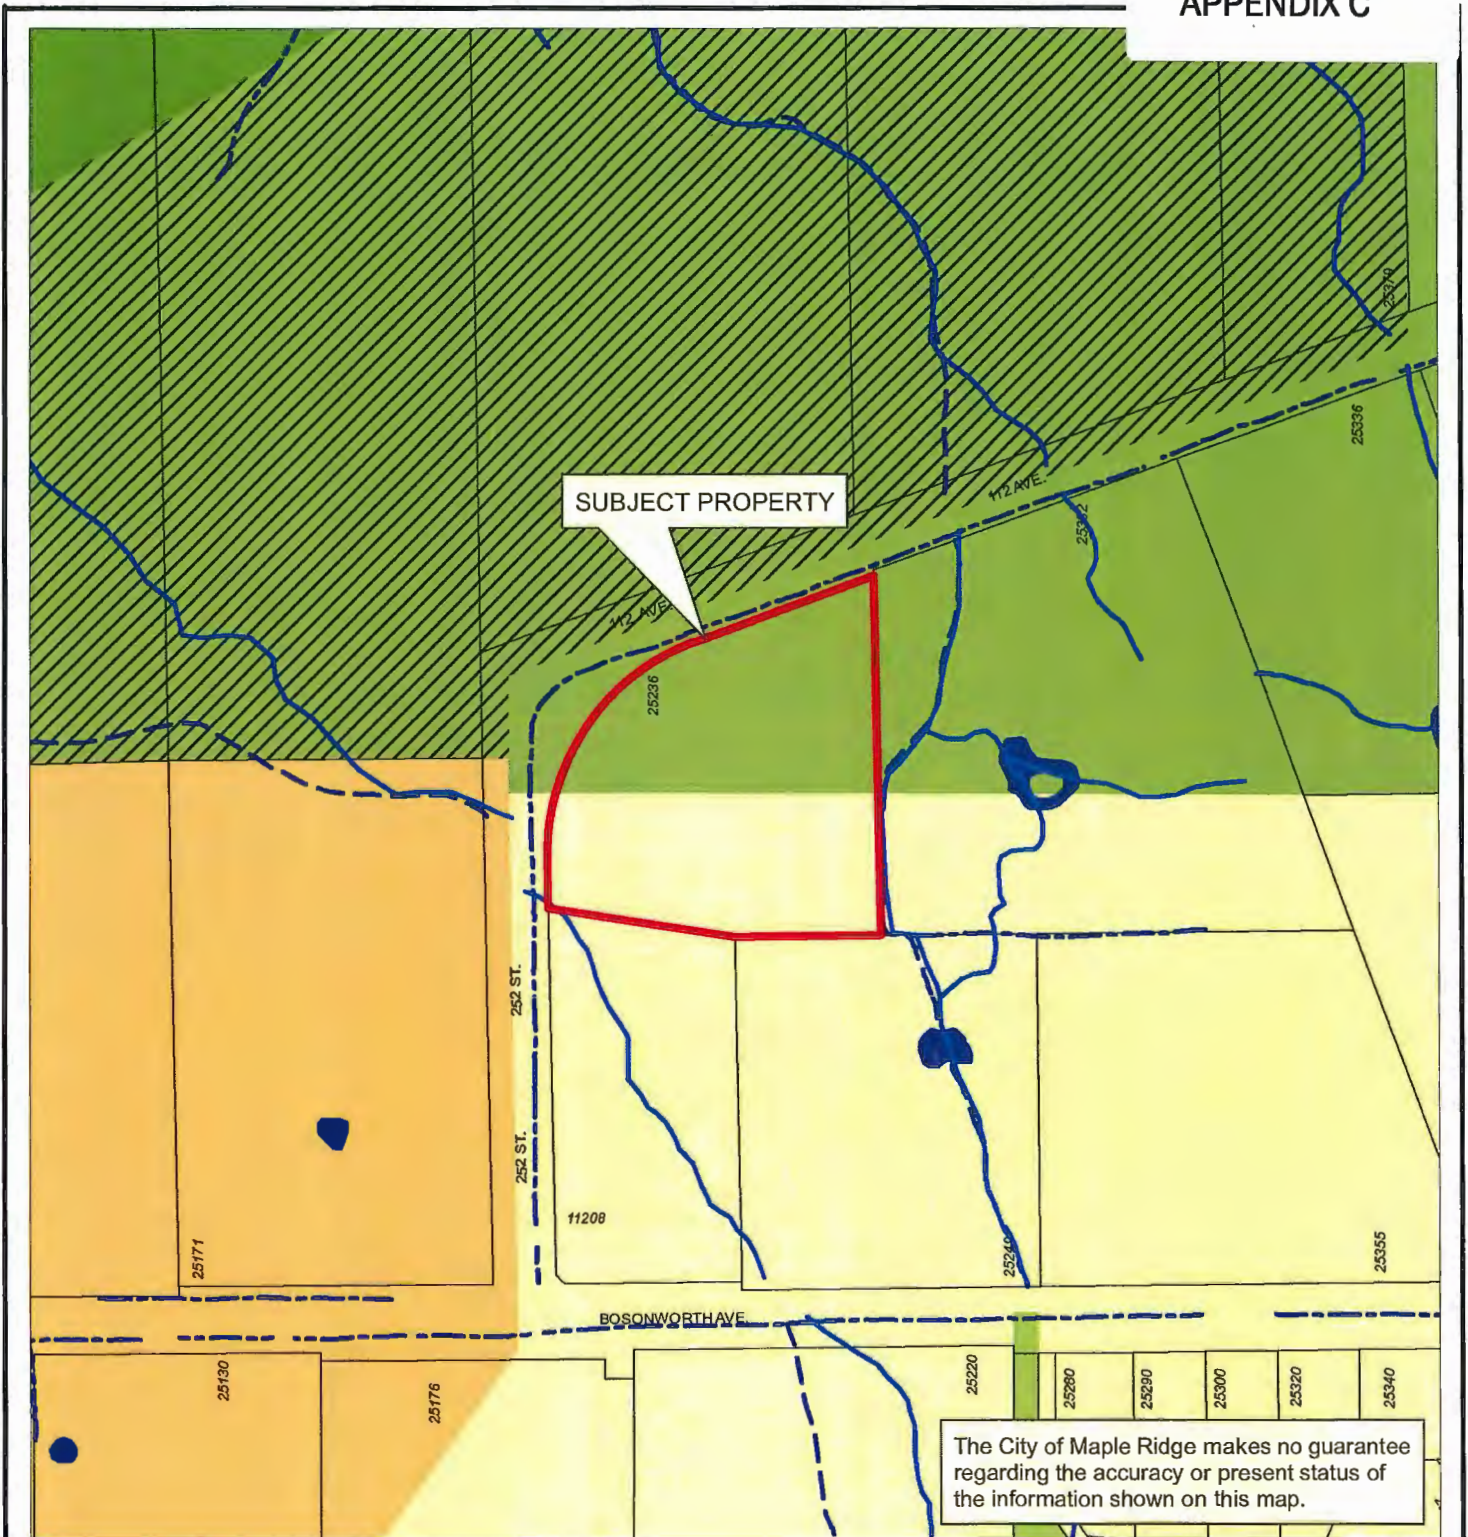 APPENDIX C
25379
25336
112 AVE.
SUBJECT PROPERTY
112 AVE.
25236
252 ST.
252 ST.
11208
25171
25355
BOSONWORTH AVE.
25130
25176
25220
25280
25290
25300
25320
25340
The City of Maple Ridge makes no guarantee
regarding the accuracy or present status of
the information shown on this map.